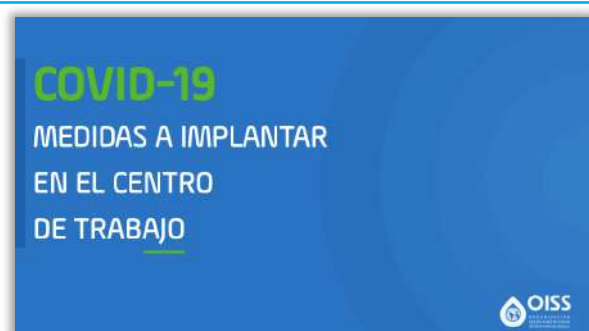 COVID-19
MEDIDAS A IMPLANTAR
EN EL CENTRO
DE TRABAJO
OISS